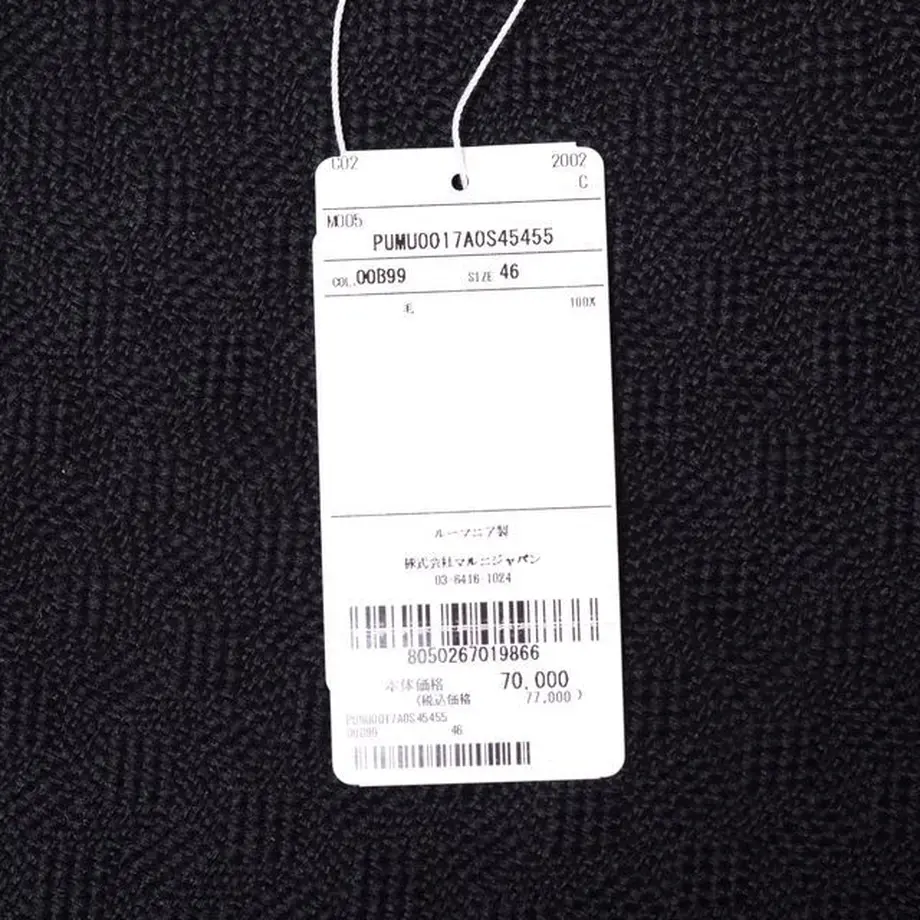 C02 2002
C
M005
PUMU0017A0S45455
COL. 00B99 SIZE 46
毛 100%
ルーマニア製
株式会社マルニジャパン
03-6416-1024
8050267019866
本体価格 70,000
(税込価格 77,000)
PUMU0017A0S45455
00B99 46